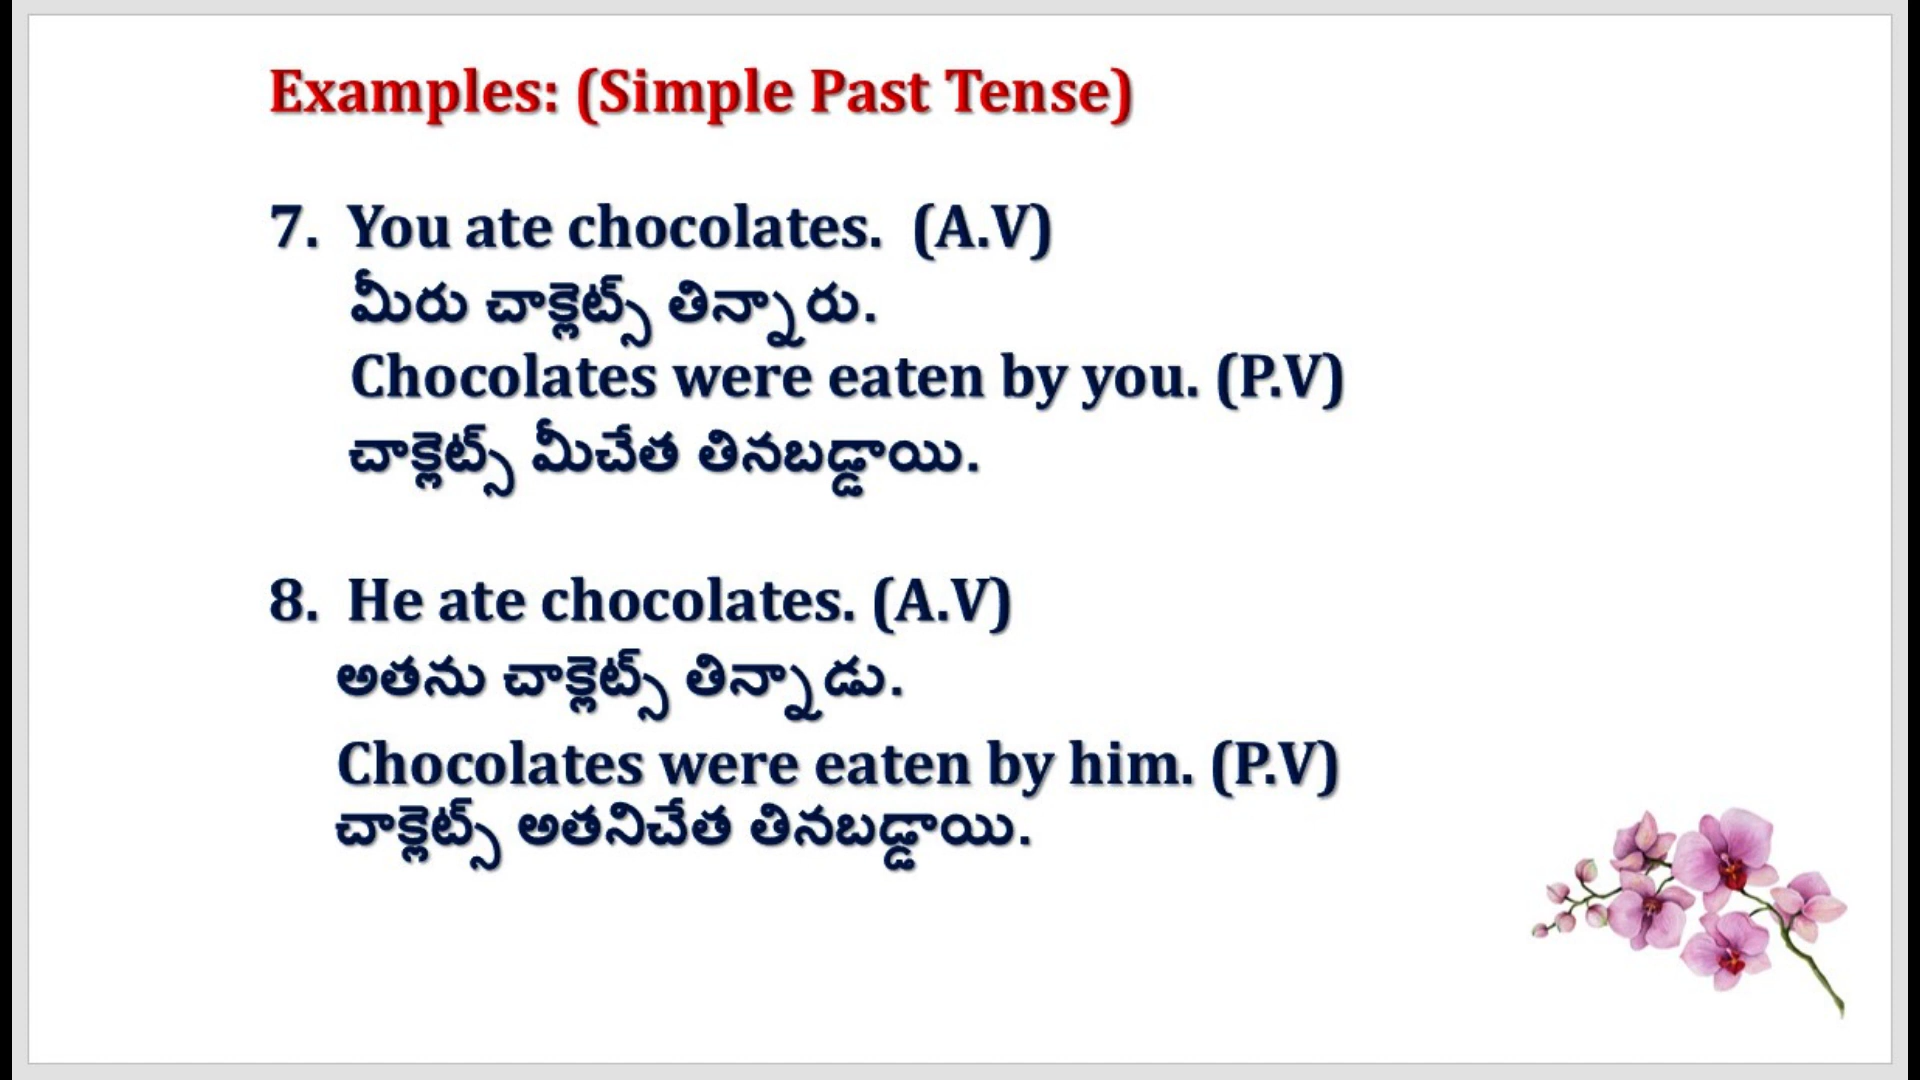 Examples: (Simple Past Tense)
7. You ate chocolates. (A.V)
మీరు చాక్లెట్స్ తిన్నారు.
Chocolates were eaten by you. (P.V)
చాక్లెట్స్ మీచేత తినబడ్డాయి.
8. He ate chocolates. (A.V)
అతను చాక్లెట్స్ తిన్నాడు.
Chocolates were eaten by him. (P.V)
చాక్లెట్స్ అతనిచేత తినబడ్డాయి.